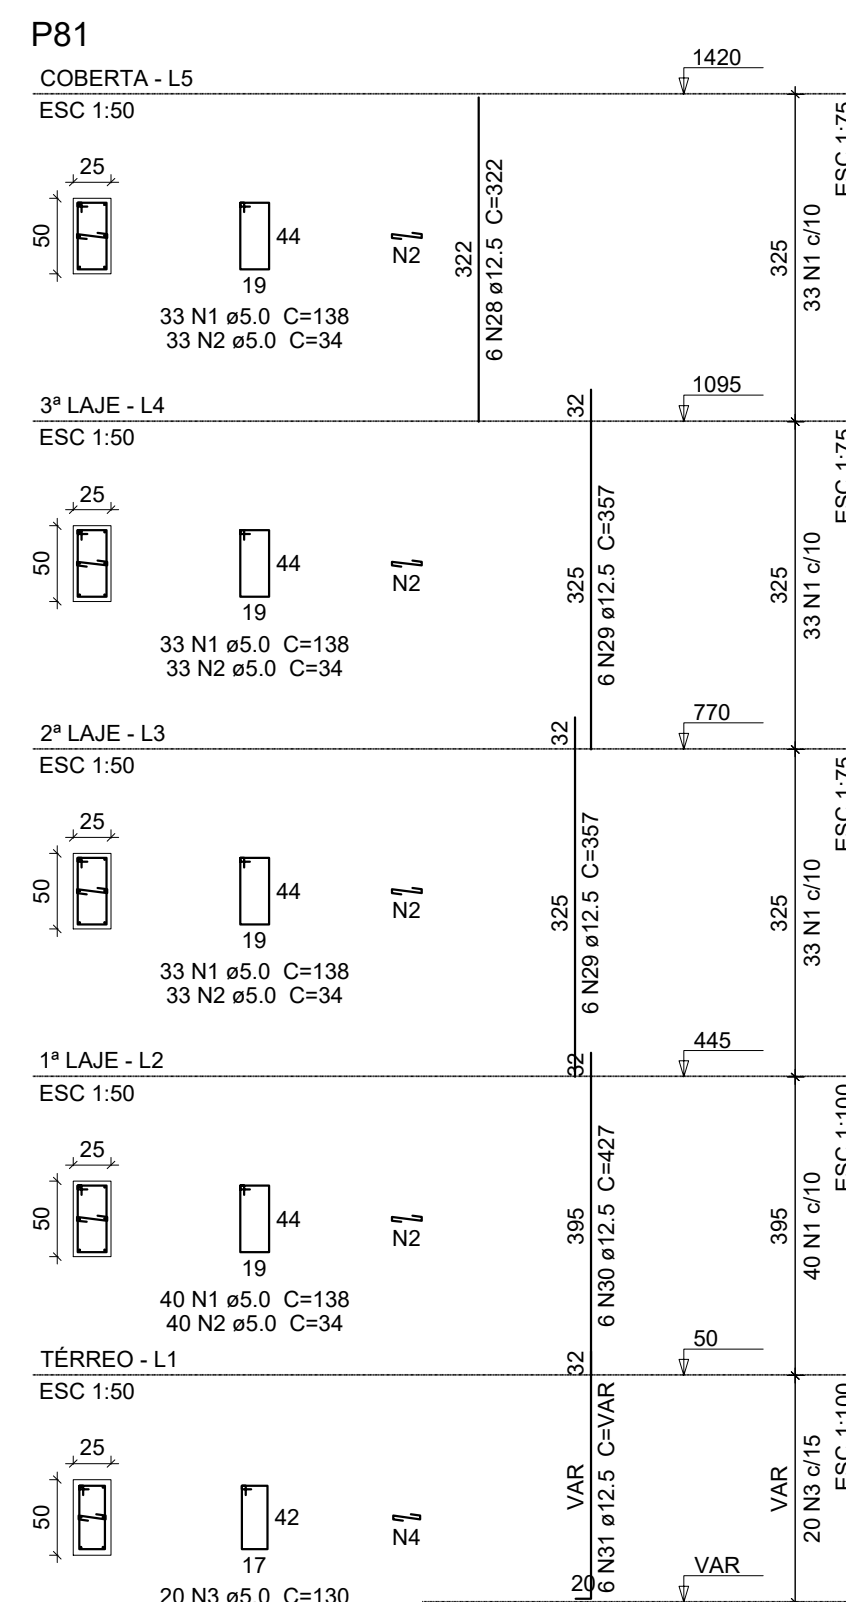 P81
COBERTA - L5
1420
ESC 1:50
25
50
44
19
N2
33 N1 ø5.0 C=138
33 N2 ø5.0 C=34
322
6 N28 ø12.5 C=322
325
33 N1 c/10
ESC 1:75
3ª LAJE - L4
32
1095
ESC 1:50
25
50
44
19
N2
33 N1 ø5.0 C=138
33 N2 ø5.0 C=34
325
6 N29 ø12.5 C=357
325
33 N1 c/10
ESC 1:75
2ª LAJE - L3
32
770
ESC 1:50
25
50
44
19
N2
33 N1 ø5.0 C=138
33 N2 ø5.0 C=34
325
6 N29 ø12.5 C=357
325
33 N1 c/10
ESC 1:75
1ª LAJE - L2
32
445
ESC 1:50
25
50
44
19
N2
40 N1 ø5.0 C=138
40 N2 ø5.0 C=34
395
6 N30 ø12.5 C=427
395
40 N1 c/10
ESC 1:100
TÉRREO - L1
32
50
ESC 1:50
25
50
42
17
N4
20 N3 ø5.0 C=130
VAR
6 N31 ø12.5 C=VAR
20
VAR
VAR
20 N3 c/15
ESC 1:100